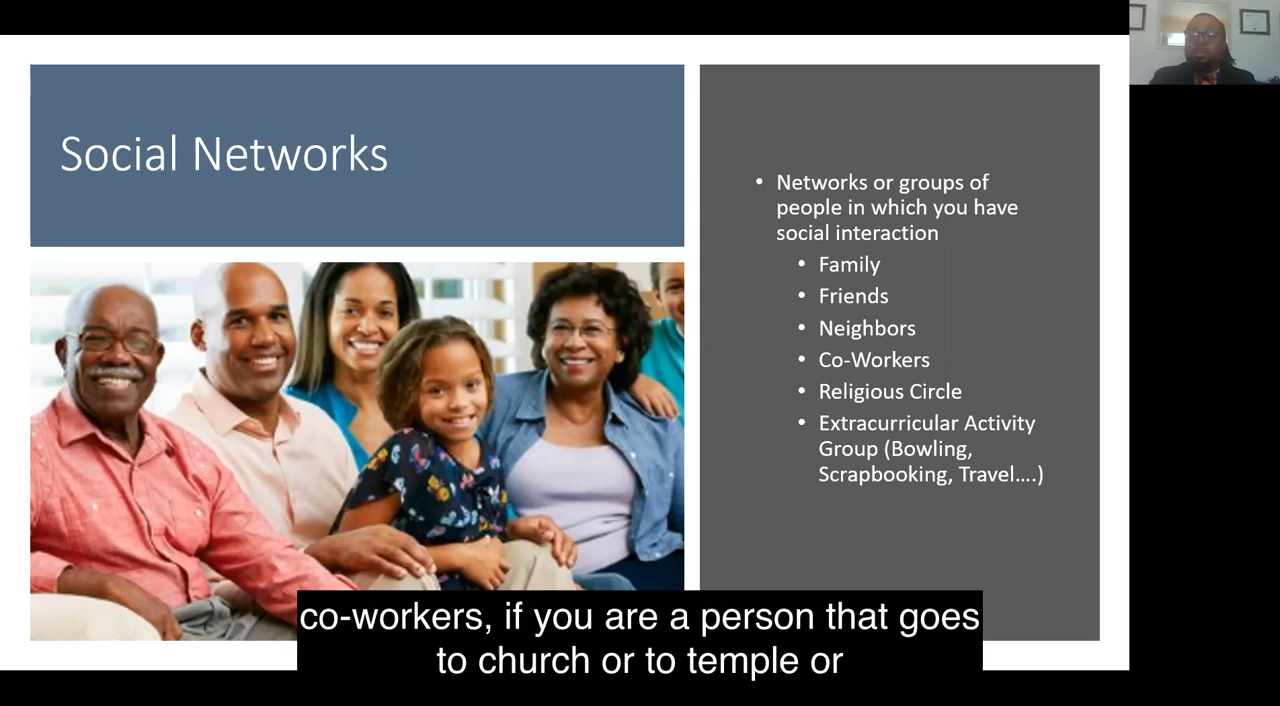 Social Networks
• Networks or groups of
people in which you have
social interaction
• Family
• Friends
• Neighbors
• Co-Workers
• Religious Circle
• Extracurricular Activity
Group (Bowling,
Scrapbooking, Travel....)
co-workers, if you are a person that goes
to church or to temple or